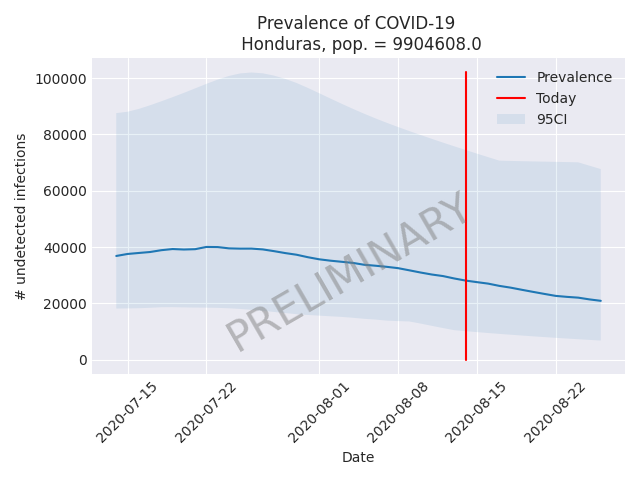 Prevalence of COVID-19
Honduras, pop. = 9904608.0
100000
80000
60000
40000
20000
0
# undetected infections
Prevalence
Today
95CI
PRELIMINARY
2020-07-15
2020-07-22
2020-08-01
2020-08-08
2020-08-15
2020-08-22
Date